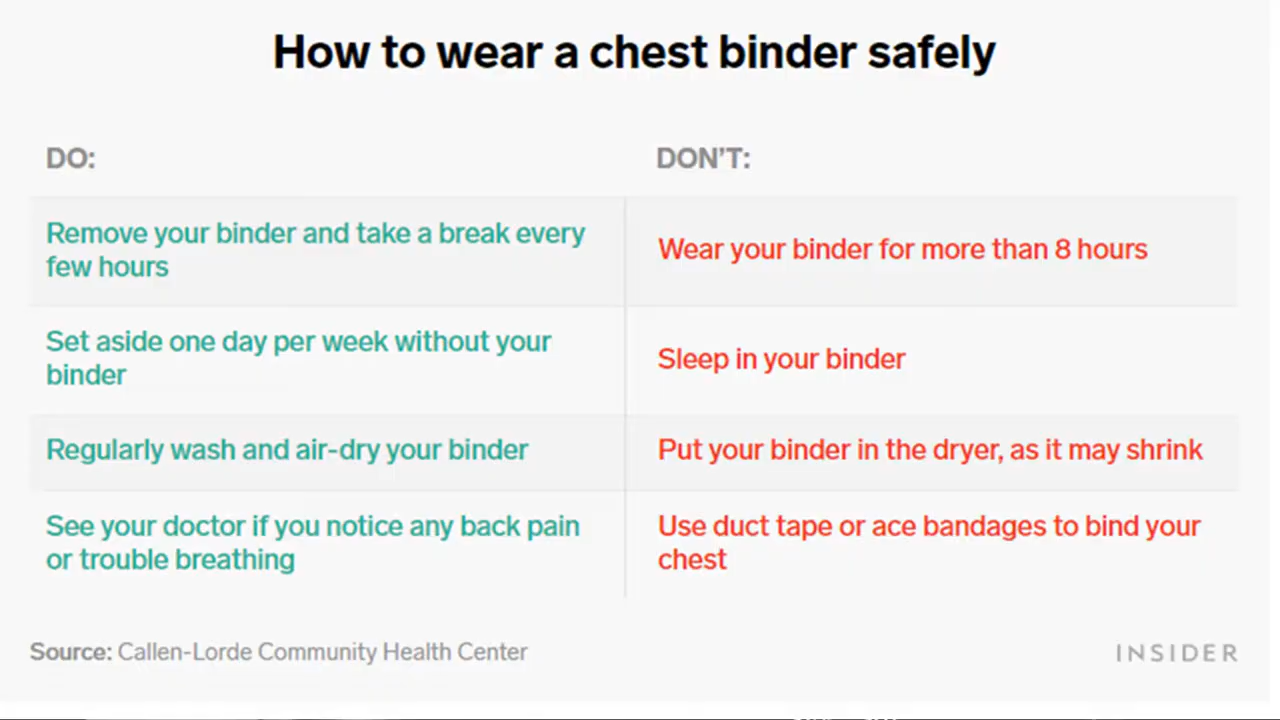 How to wear a chest binder safely
DO:
DON'T:
Remove your binder and take a break every
few hours
Wear your binder for more than 8 hours
Set aside one day per week without your
binder
Sleep in your binder
Regularly wash and air-dry your binder
Put your binder in the dryer, as it may shrink
See your doctor if you notice any back pain
or trouble breathing
Use duct tape or ace bandages to bind your
chest
Source: Callen-Lorde Community Health Center
INSIDER